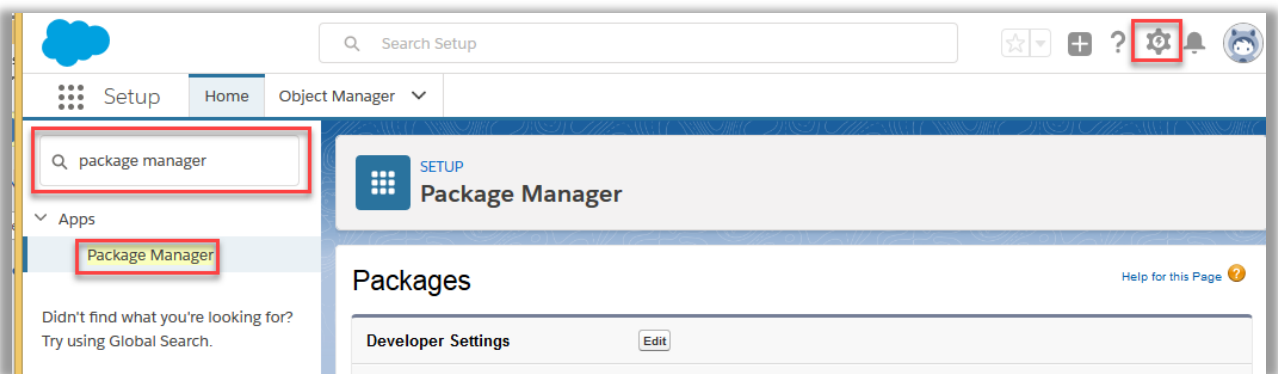 Search Setup
?
Setup
Home
Object Manager
package manager
SETUP
Package Manager
Apps
Package Manager
Packages
Help for this Page ?
Didn't find what you're looking for?
Try using Global Search.
Developer Settings
Edit